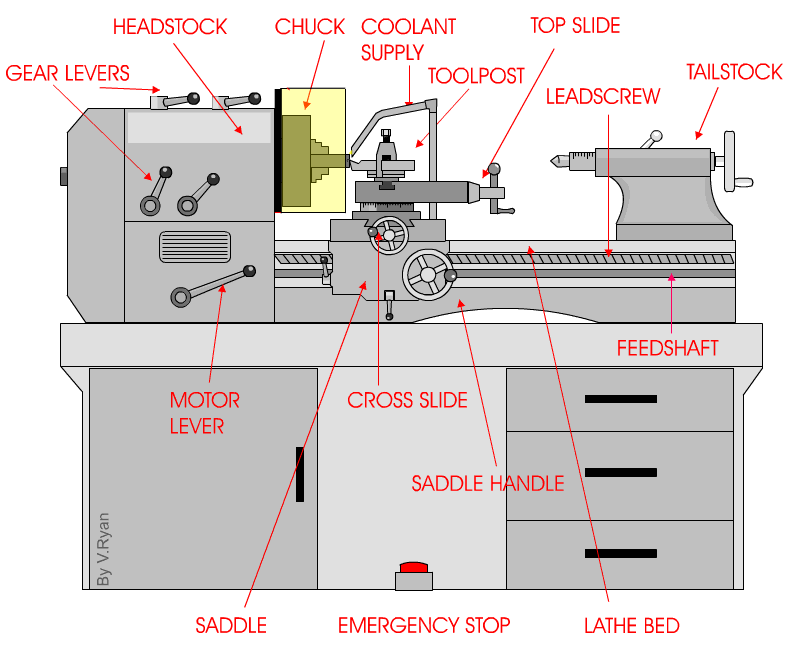 HEADSTOCK
CHUCK
COOLANT
SUPPLY
TOP SLIDE
GEAR LEVERS
TOOLPOST
LEADSCREW
TAILSTOCK
FEEDSHAFT
MOTOR
LEVER
CROSS SLIDE
SADDLE HANDLE
By V.Ryan
SADDLE
EMERGENCY STOP
LATHE BED